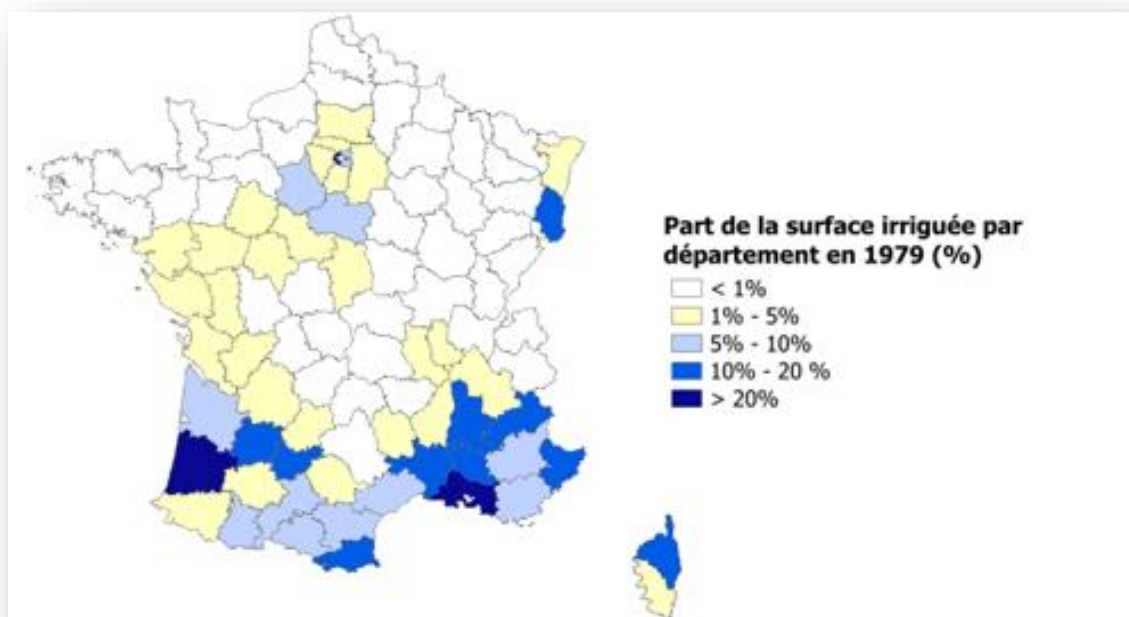 Part de la surface irriguée par
département en 1979 (%)
< 1%
1% - 5%
5% - 10%
10% - 20 %
> 20%